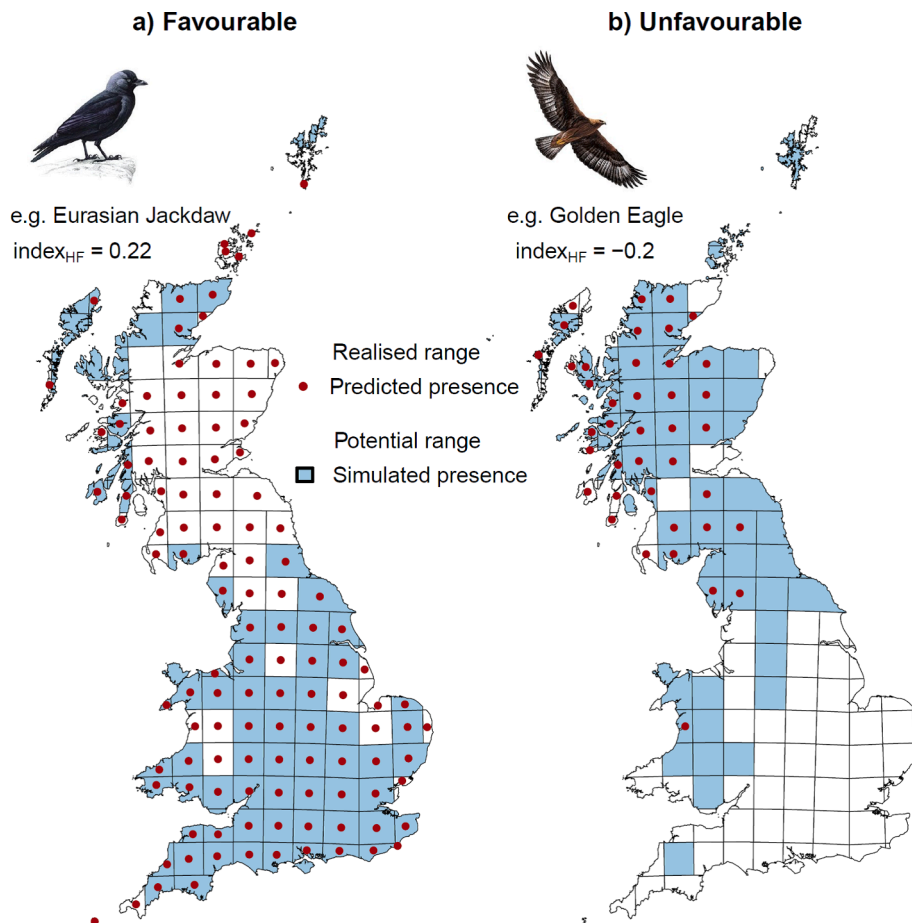 a) Favourable
b) Unfavourable
e.g. Eurasian Jackdaw
index_HF = 0.22
e.g. Golden Eagle
index_HF = −0.2
Realised range
Predicted presence
Potential range
Simulated presence